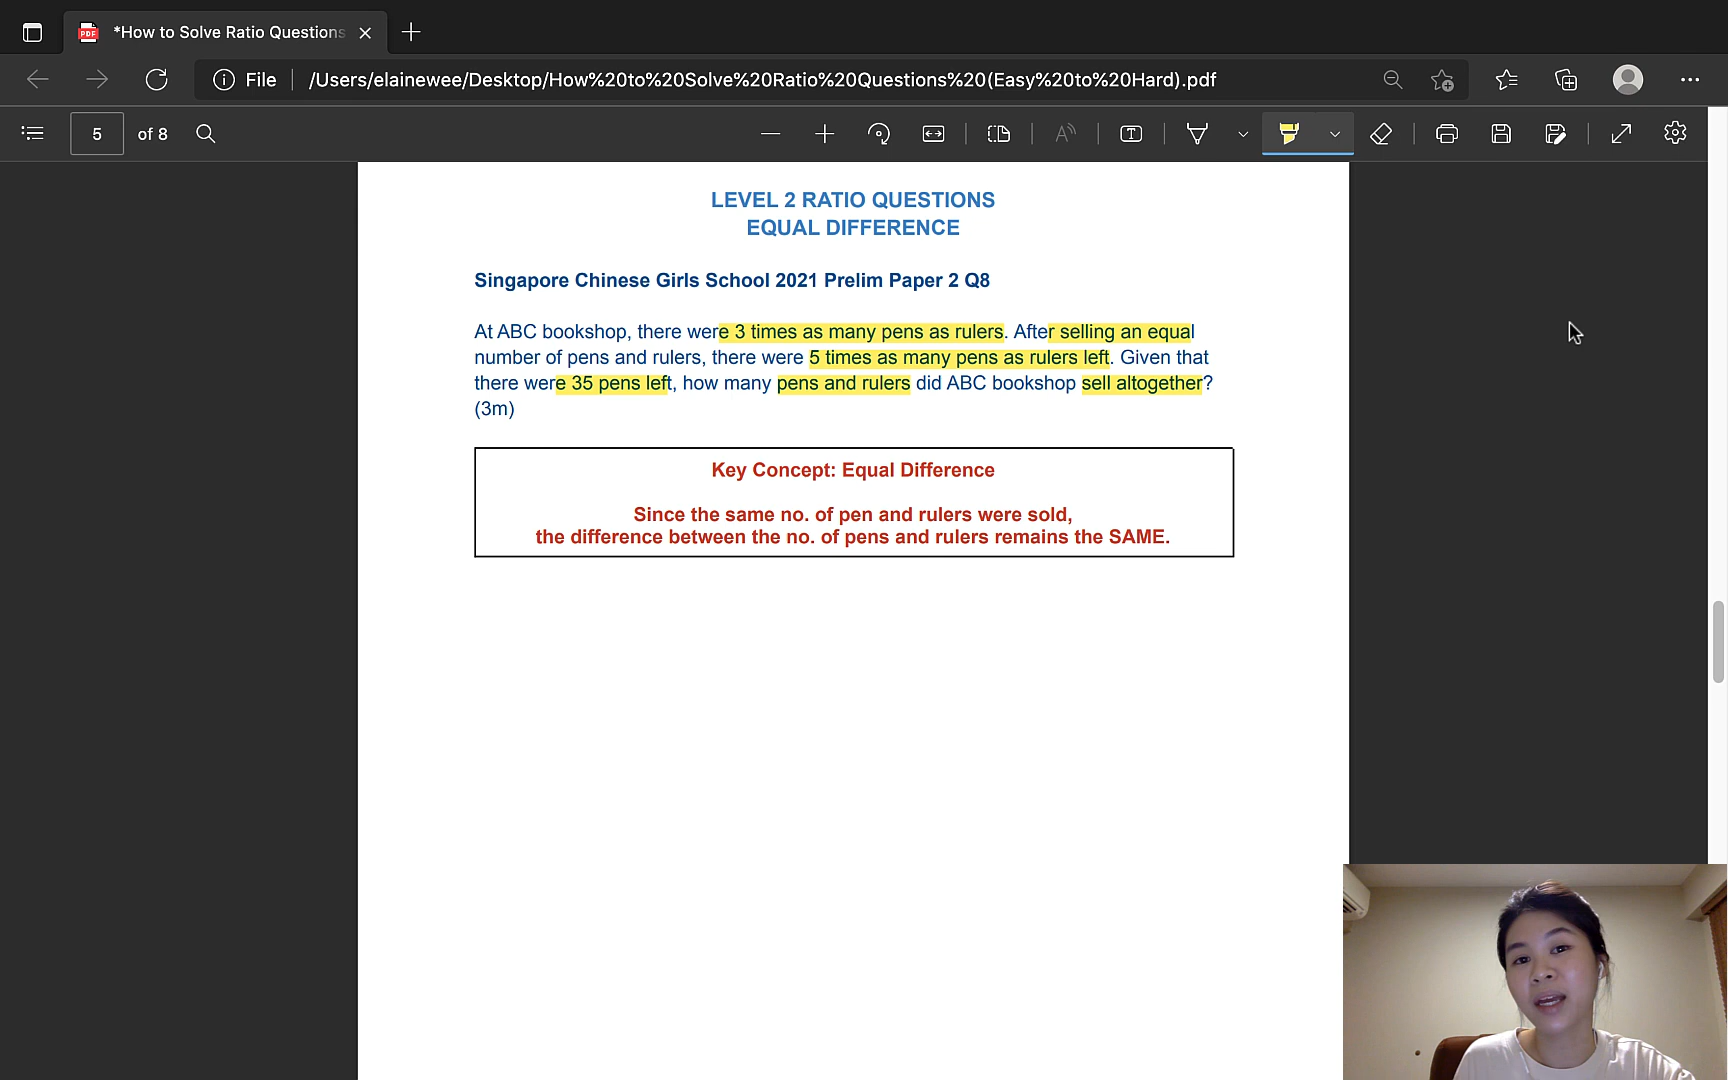 *How to Solve Ratio Questions
File
/Users/elainewee/Desktop/How%20to%20Solve%20Ratio%20Questions%20(Easy%20to%20Hard).pdf
5 of 8
LEVEL 2 RATIO QUESTIONS
EQUAL DIFFERENCE
Singapore Chinese Girls School 2021 Prelim Paper 2 Q8
At ABC bookshop, there were 3 times as many pens as rulers. After selling an equal
number of pens and rulers, there were 5 times as many pens as rulers left. Given that
there were 35 pens left, how many pens and rulers did ABC bookshop sell altogether?
(3m)
Key Concept: Equal Difference
Since the same no. of pen and rulers were sold,
the difference between the no. of pens and rulers remains the SAME.